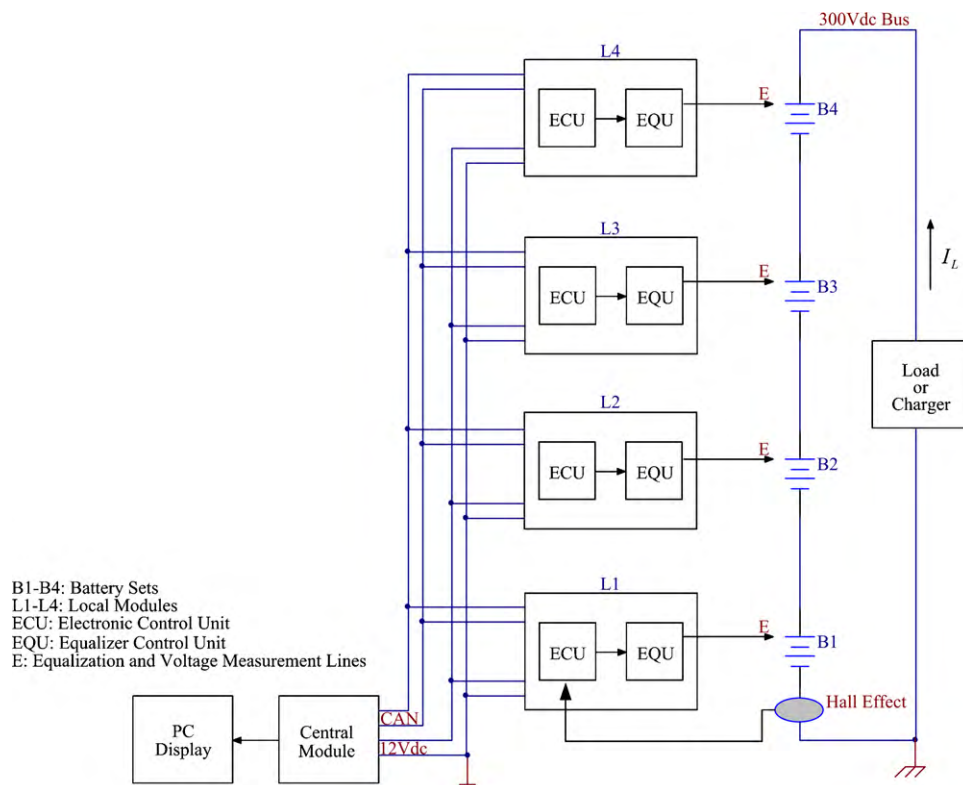 300Vdc Bus
L4
E
ECU
EQU
B4
L3
E
ECU
EQU
B3
I_L
Load
or
Charger
L2
E
ECU
EQU
B2
L1
E
ECU
EQU
B1
B1-B4: Battery Sets
L1-L4: Local Modules
ECU: Electronic Control Unit
EQU: Equalizer Control Unit
E: Equalization and Voltage Measurement Lines
Hall Effect
PC
Display
Central
Module
CAN
12Vdc